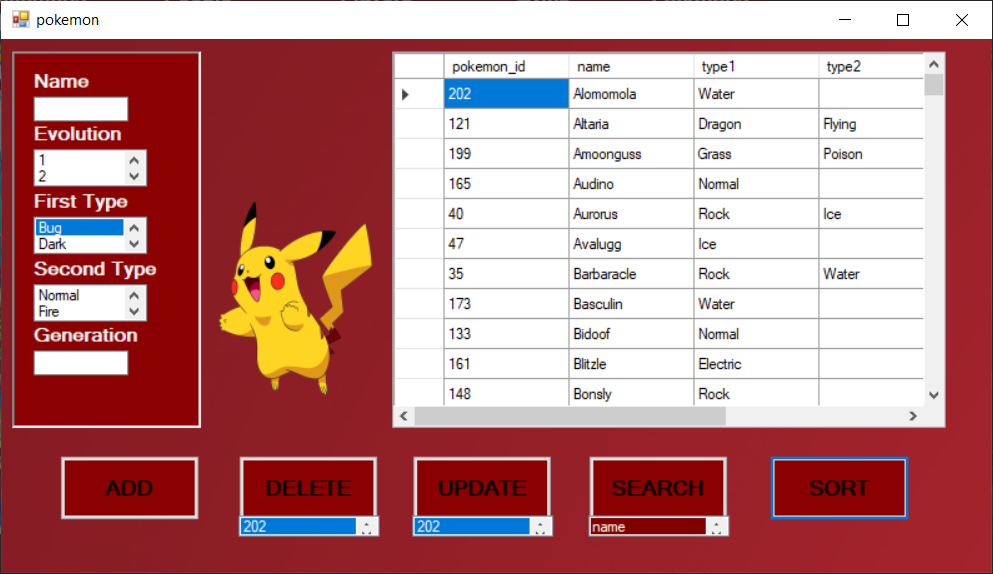 pokemon
Name
Evolution
1
2
First Type
Bug
Dark
Second Type
Normal
Fire
Generation
pokemon_id name type1 type2
202 Alomomola Water
121 Altaria Dragon Flying
199 Amoonguss Grass Poison
165 Audino Normal
40 Aurorus Rock Ice
47 Avalugg Ice
35 Barbaracle Rock Water
173 Basculin Water
133 Bidoof Normal
161 Blitzle Electric
148 Bonsly Rock
ADD DELETE UPDATE SEARCH SORT
202 202 name